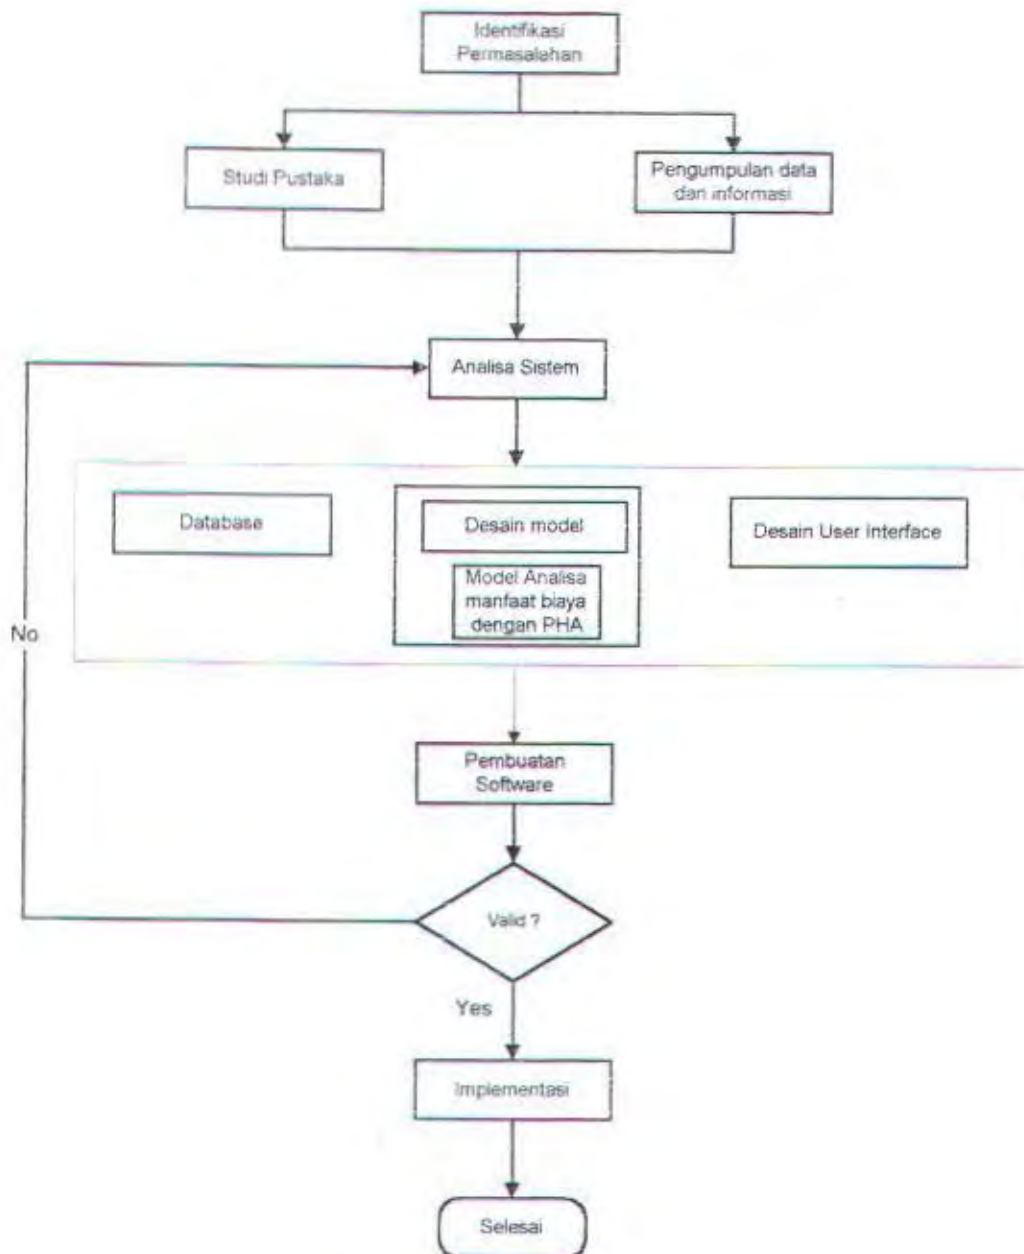 Identifikasi
Permasalahan
Studi Pustaka
Pengumpulan data
dan informasi
Analisa Sistem
Database
Desain model
Desain User Interface
Model Analisa
manfaat biaya
dengan PHA
No
Pembuatan
Software
Valid ?
Yes
Implementasi
Selesai